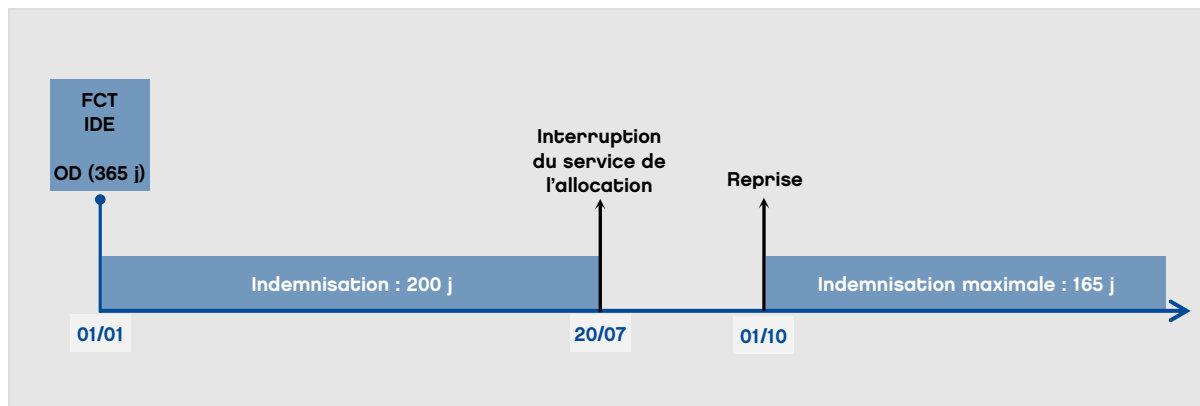 FCT
IDE
OD (365 j)
Interruption
du service de
l'allocation
Reprise
Indemnisation : 200 j
Indemnisation maximale : 165 j
01/01
20/07
01/10